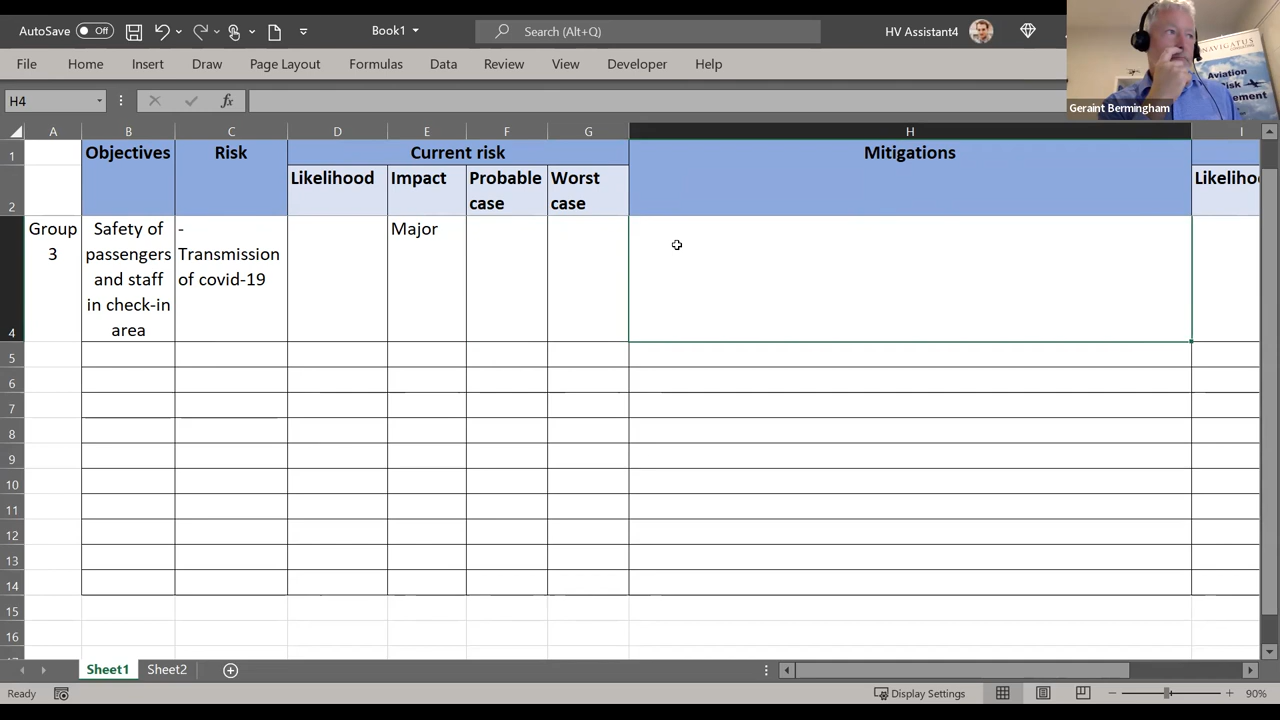 AutoSave Off Book1 Search (Alt+Q) HV Assistant4
File Home Insert Draw Page Layout Formulas Data Review View Developer Help
NAVIGATUS
Aviation
Geraint Bermingham
H4 fx
A B C D E F G H I
1 Objectives Risk Current risk Mitigations
2 Likelihood Impact Probable case Worst case
Group 3
Safety of
passengers
and staff
in check-in
area
-
Transmission
of covid-19
Major
4
5
6
7
8
9
10
11
12
13
14
15
16
Sheet1 Sheet2
Ready Display Settings 90%